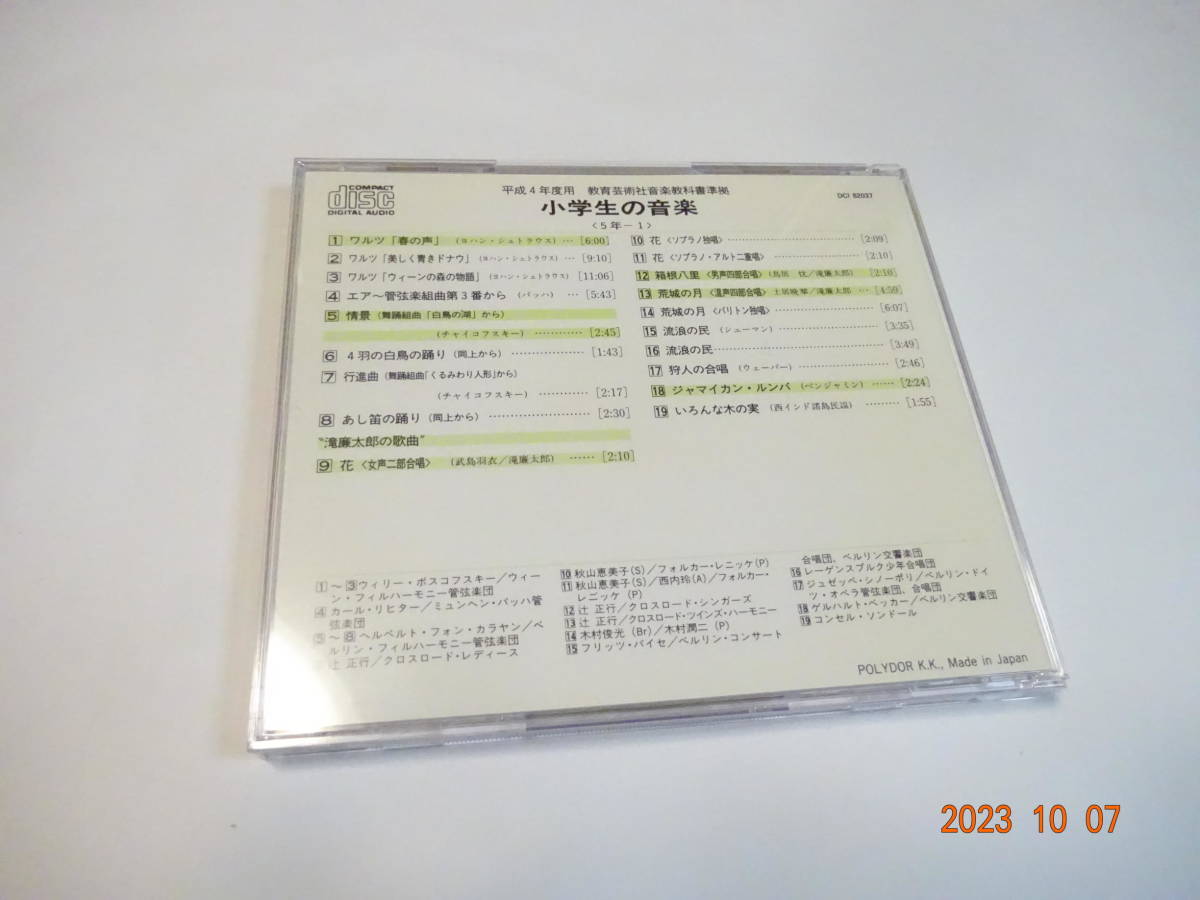 COMPACT
disc
DIGITAL AUDIO
平成4年度用 教育芸術社音楽教科書準拠
小学生の音楽
〈5年-1〉
DCI 82037
1 ワルツ「春の声」 (ヨハン・シュトラウス) … [6:00]
2 ワルツ「美しく青きドナウ」 (ヨハン・シュトラウス) … [9:10]
3 ワルツ「ウィーンの森の物語」 (ヨハン・シュトラウス) [11:06]
4 エア〜管弦楽組曲第3番から (バッハ) … [5:43]
5 情景 (舞踊組曲「白鳥の湖」から)
(チャイコフスキー) ………… [2:45]
6 4羽の白鳥の踊り (同上から) ……………… [1:43]
7 行進曲 (舞踊組曲「くるみわり人形」から)
(チャイコフスキー) ………… [2:17]
8 あし笛の踊り (同上から) …………………… [2:30]
"滝廉太郎の歌曲"
9 花 〈女声二部合唱〉 (武島羽衣/滝廉太郎) …… [2:10]
10 花 〈ソプラノ独唱〉 ……………………………… [2:09]
11 花 〈ソプラノ・アルト二重唱〉 ………………… [2:10]
12 箱根八里 〈男声四部合唱〉 (鳥居 忱/滝廉太郎) [2:10]
13 荒城の月 〈混声四部合唱〉 土居晩翠/滝廉太郎 … [4:59]
14 荒城の月 〈バリトン独唱〉 ……………………… [6:07]
15 流浪の民 (シューマン) ………………………… [3:35]
16 流浪の民 ………………………………………… [3:49]
17 狩人の合唱 (ウェーバー) …………………… [2:46]
18 ジャマイカン・ルンバ (ベンジャミン) …… [2:24]
19 いろんな木の実 (西インド諸島民謡) ……… [1:55]
1〜3 ウィリー・ボスコフスキー/ウィー
ン・フィルハーモニー管弦楽団
4 カール・リヒター/ミュンヘン・バッハ管
弦楽団
5〜8 ヘルベルト・フォン・カラヤン/ベ
ルリン・フィルハーモニー管弦楽団
辻 正行/クロスロード・レディース
10 秋山恵美子(S)/フォルカー・レニッケ(P)
11 秋山恵美子(S)/西内玲(A)/フォルカー・
レニッケ (P)
12 辻 正行/クロスロード・シンガーズ
13 辻 正行/クロスロード・ツインズ・ハーモニー
14 木村俊光 (Br)/木村潤二 (P)
15 フリッツ・バイセ/ベルリン・コンサート
合唱団、ベルリン交響楽団
16 レーゲンスブルク少年合唱団
17 ジュゼッペ・シノーポリ/ベルリン・ドイ
ツ・オペラ管弦楽団、合唱団
18 ゲルハルト・ベッカー/ベルリン交響楽団
19 コンセル・ソンドール
POLYDOR K.K., Made in Japan
2023 10 07